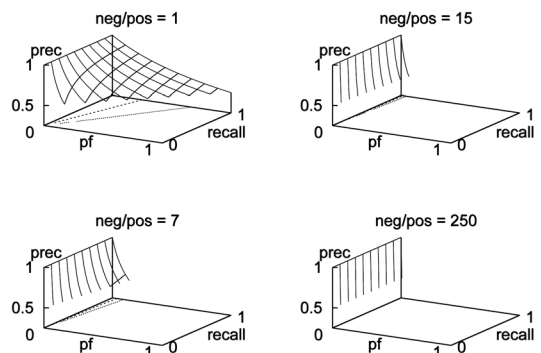 neg/pos = 1
prec
1
0.5
0
pf
1
0
recall
1
neg/pos = 15
prec
1
0.5
0
pf
1
0
recall
1
neg/pos = 7
prec
1
0.5
0
pf
1
0
recall
1
neg/pos = 250
prec
1
0.5
0
pf
1
0
recall
1